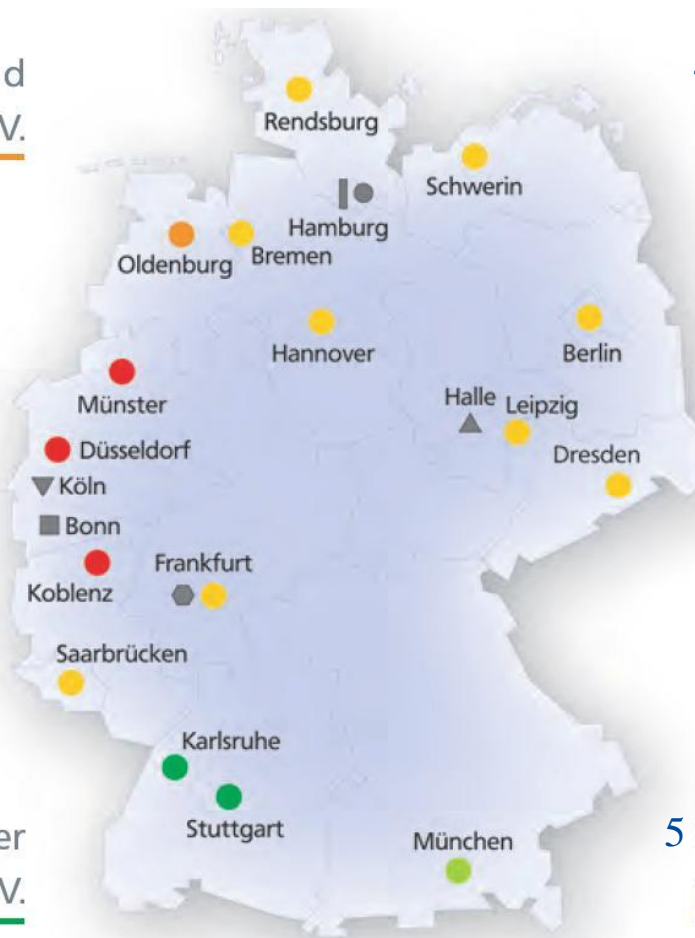 d
V.
Rendsburg
Schwerin
Hamburg
Oldenburg
Bremen
Hannover
Berlin
Münster
Halle
Leipzig
Düsseldorf
Dresden
Köln
Bonn
Frankfurt
Koblenz
Saarbrücken
Karlsruhe
Stuttgart
München
5
er
V.